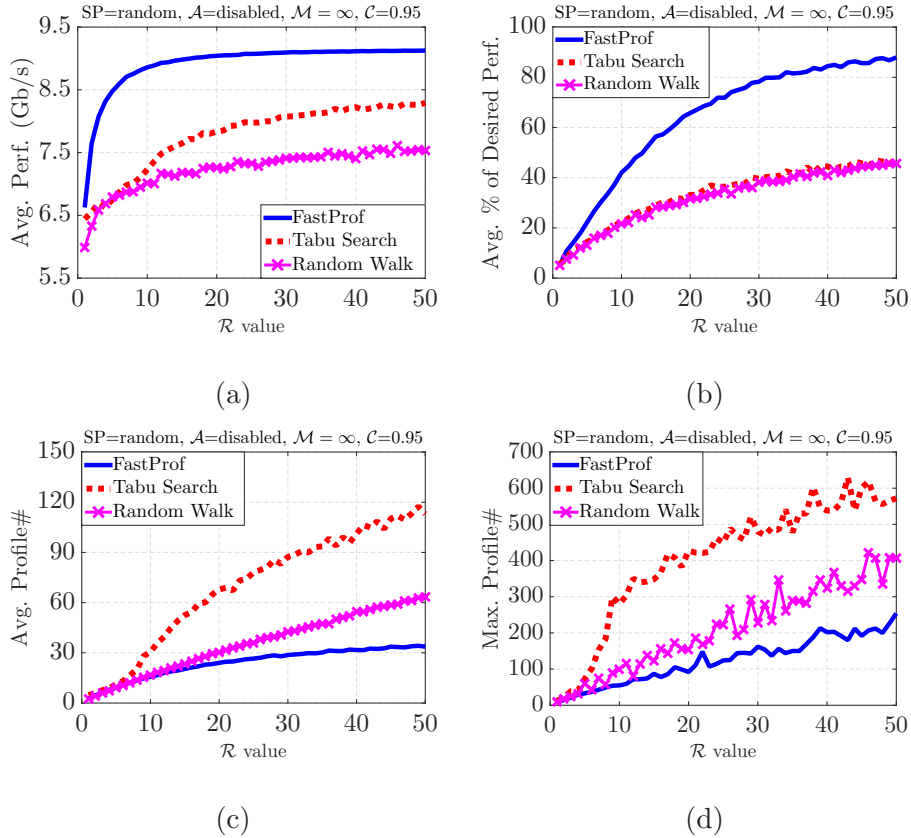 SP=random, 𝒜=disabled, ℳ = ∞, 𝒞=0.95
9.5
8.5
7.5
6.5
5.5
Avg. Perf. (Gb/s)
FastProf
Tabu Search
Random Walk
0 10 20 30 40 50
ℛ value
(a)
SP=random, 𝒜=disabled, ℳ = ∞, 𝒞=0.95
100
80
60
40
20
0
Avg. % of Desired Perf.
FastProf
Tabu Search
Random Walk
0 10 20 30 40 50
ℛ value
(b)
SP=random, 𝒜=disabled, ℳ = ∞, 𝒞=0.95
150
120
90
60
30
0
Avg. Profile#
FastProf
Tabu Search
Random Walk
0 10 20 30 40 50
ℛ value
(c)
SP=random, 𝒜=disabled, ℳ = ∞, 𝒞=0.95
700
600
500
400
300
200
100
0
Max. Profile#
FastProf
Tabu Search
Random Walk
0 10 20 30 40 50
ℛ value
(d)